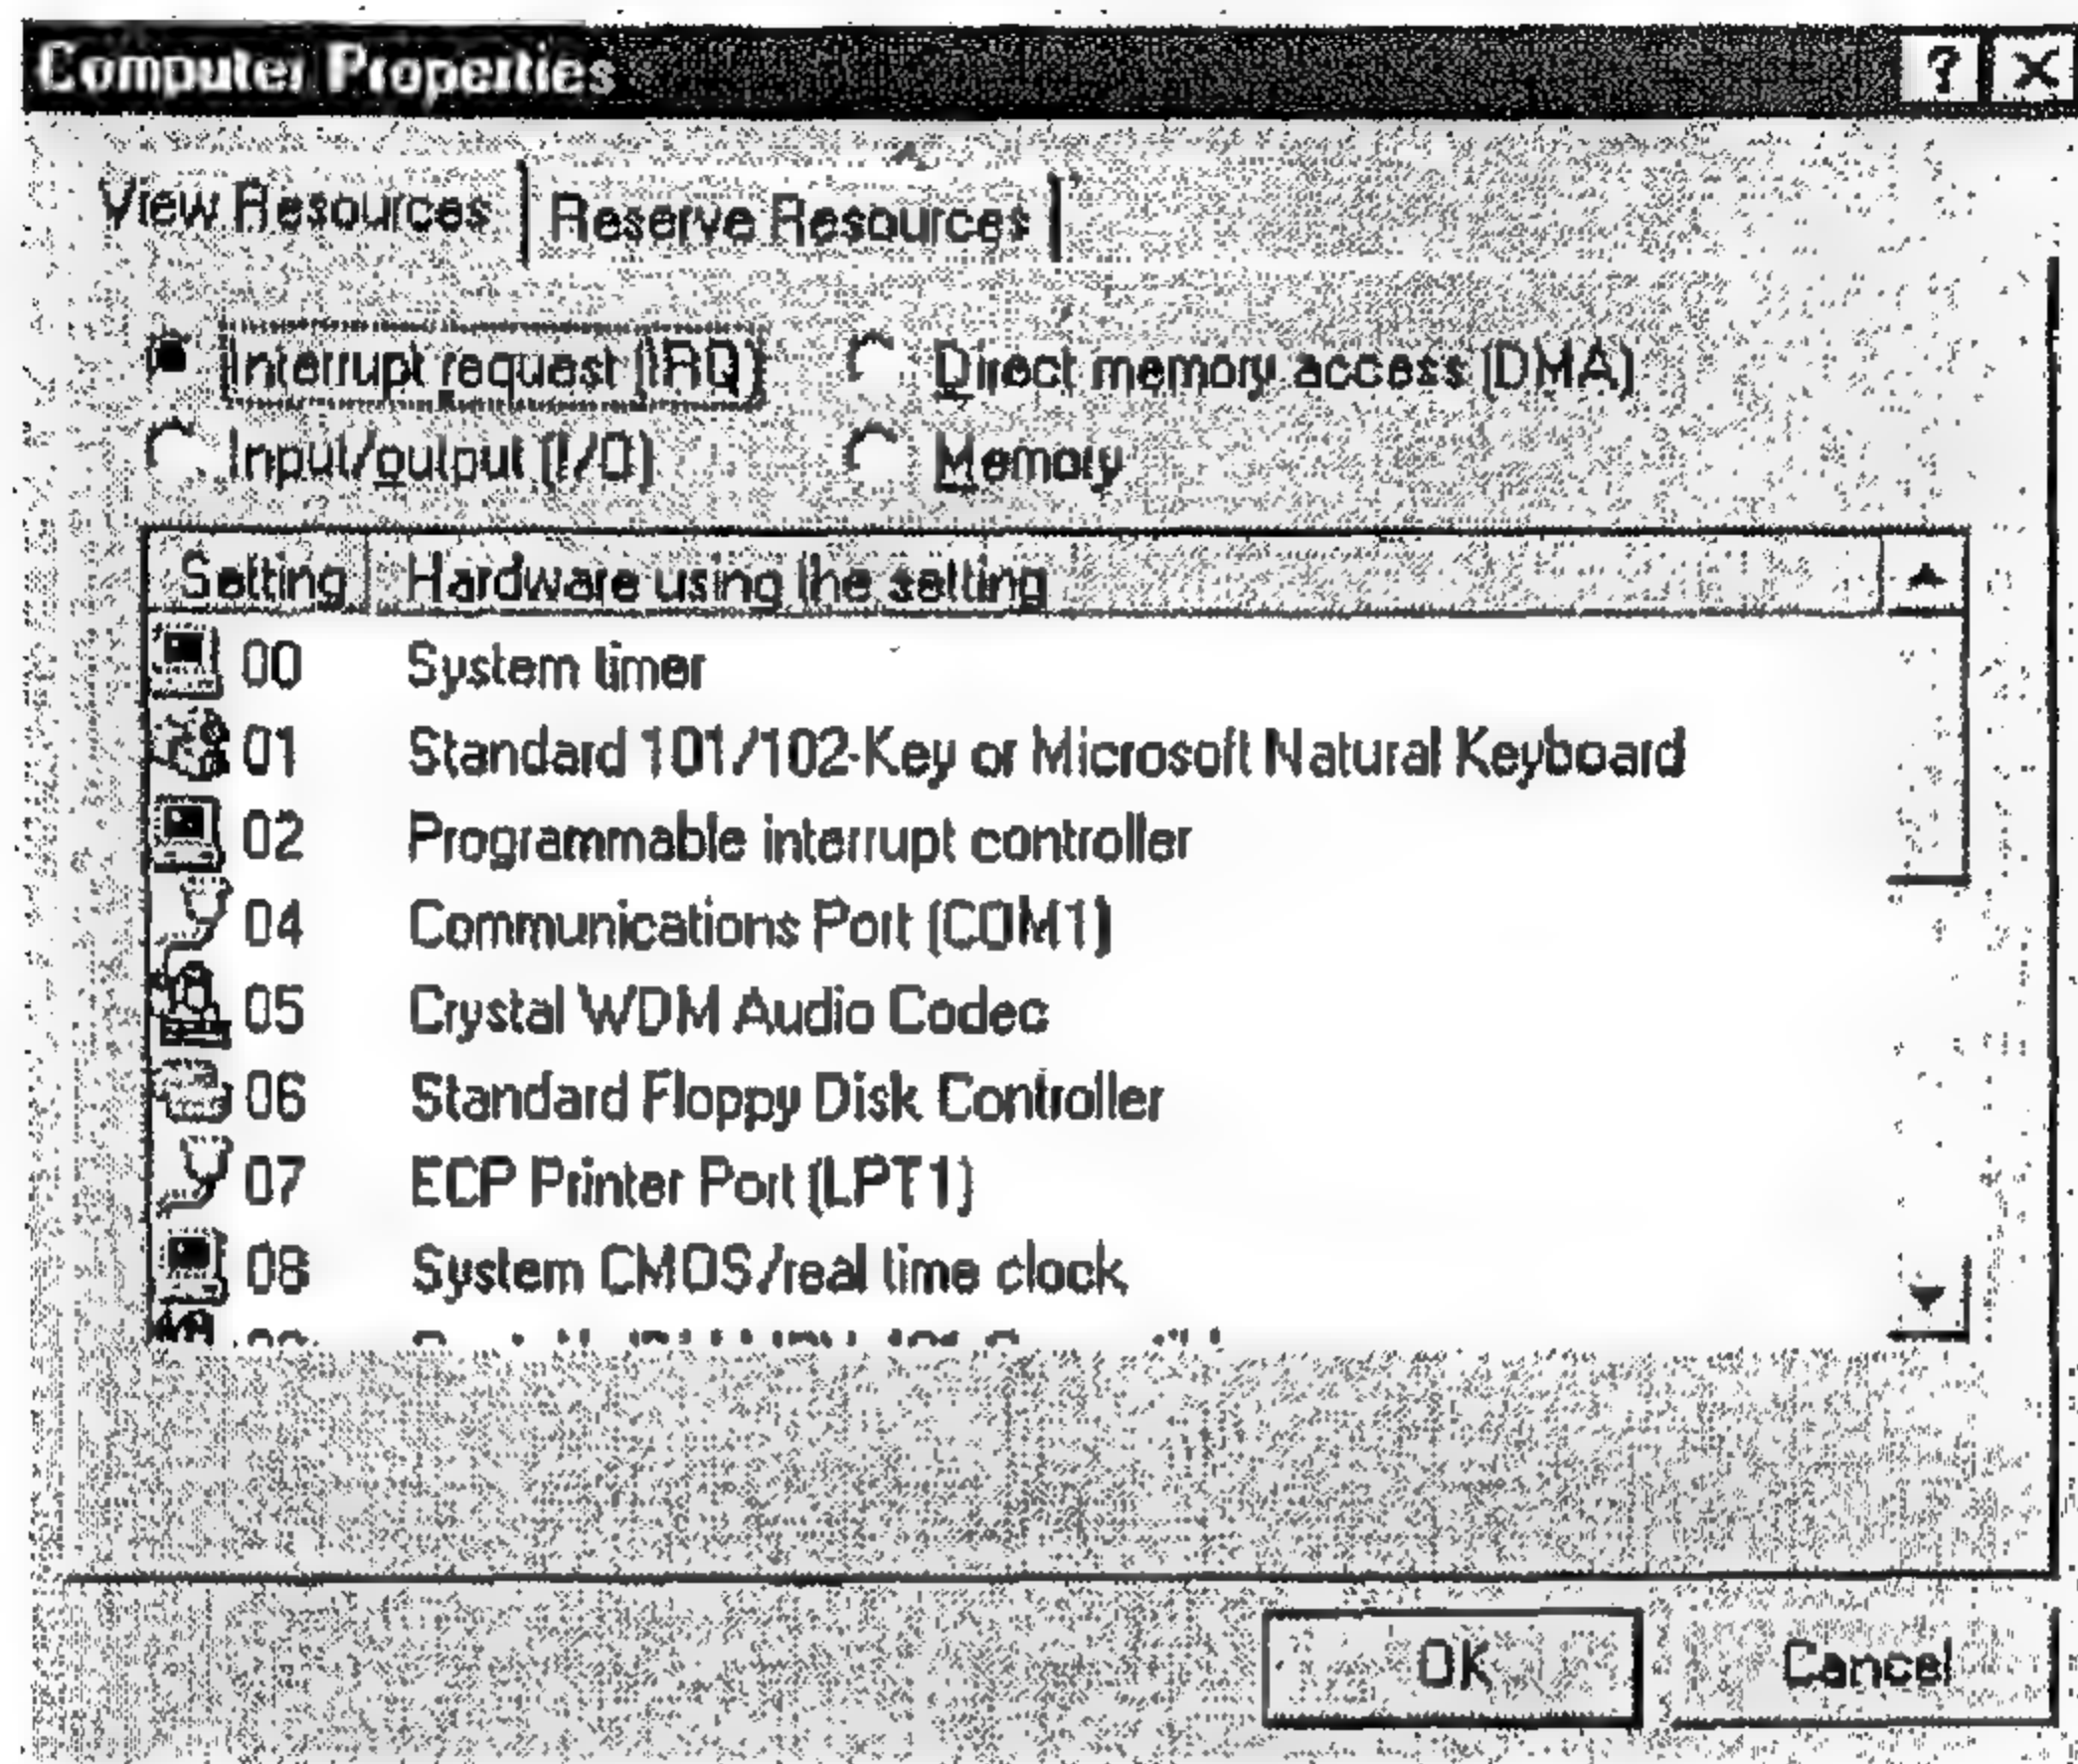 Computer Properties ? X
View Resources Reserve Resources
Interrupt request (IRQ) Direct memory access (DMA)
Input/output (I/O) Memory
Setting Hardware using the setting
00 System timer
01 Standard 101/102-Key or Microsoft Natural Keyboard
02 Programmable interrupt controller
04 Communications Port (COM1)
05 Crystal WDM Audio Codec
06 Standard Floppy Disk Controller
07 ECP Printer Port (LPT1)
08 System CMOS/real time clock
OK Cancel